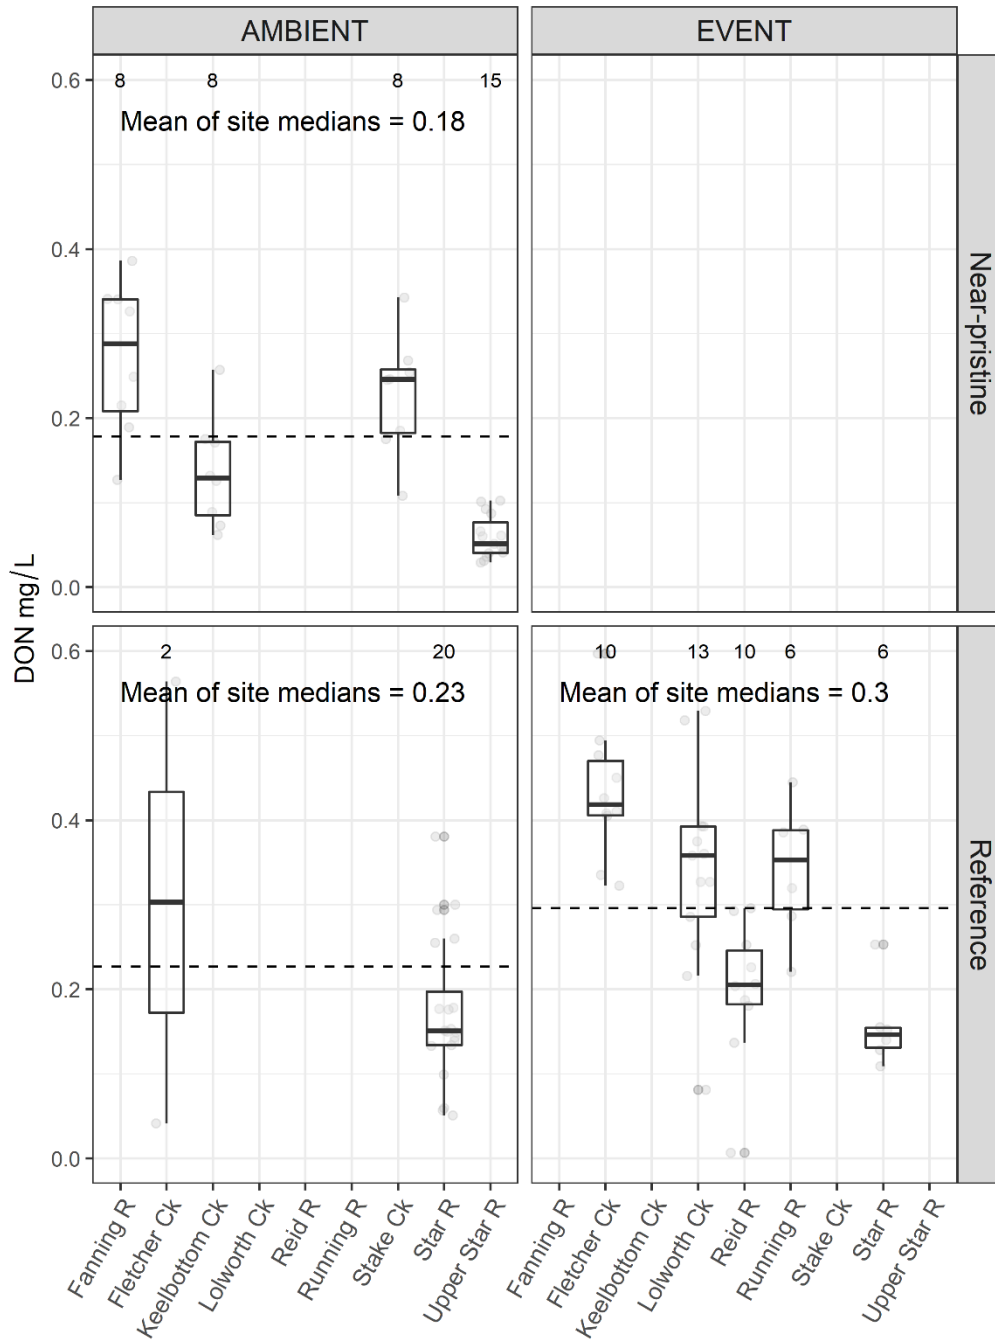 AMBIENT EVENT
0.6 8 8 8 15
Mean of site medians = 0.18
0.4
0.2
0.0
Near-pristine
DON mg/L
0.6 2 20 10 13 10 6 6
Mean of site medians = 0.23 Mean of site medians = 0.3
0.4
0.2
0.0
Reference
Fanning R Fletcher Ck Keelbottom Ck Lolworth Ck Reid R Running R Stake Ck Star R Upper Star R Fanning R Fletcher Ck Keelbottom Ck Lolworth Ck Reid R Running R Stake Ck Star R Upper Star R